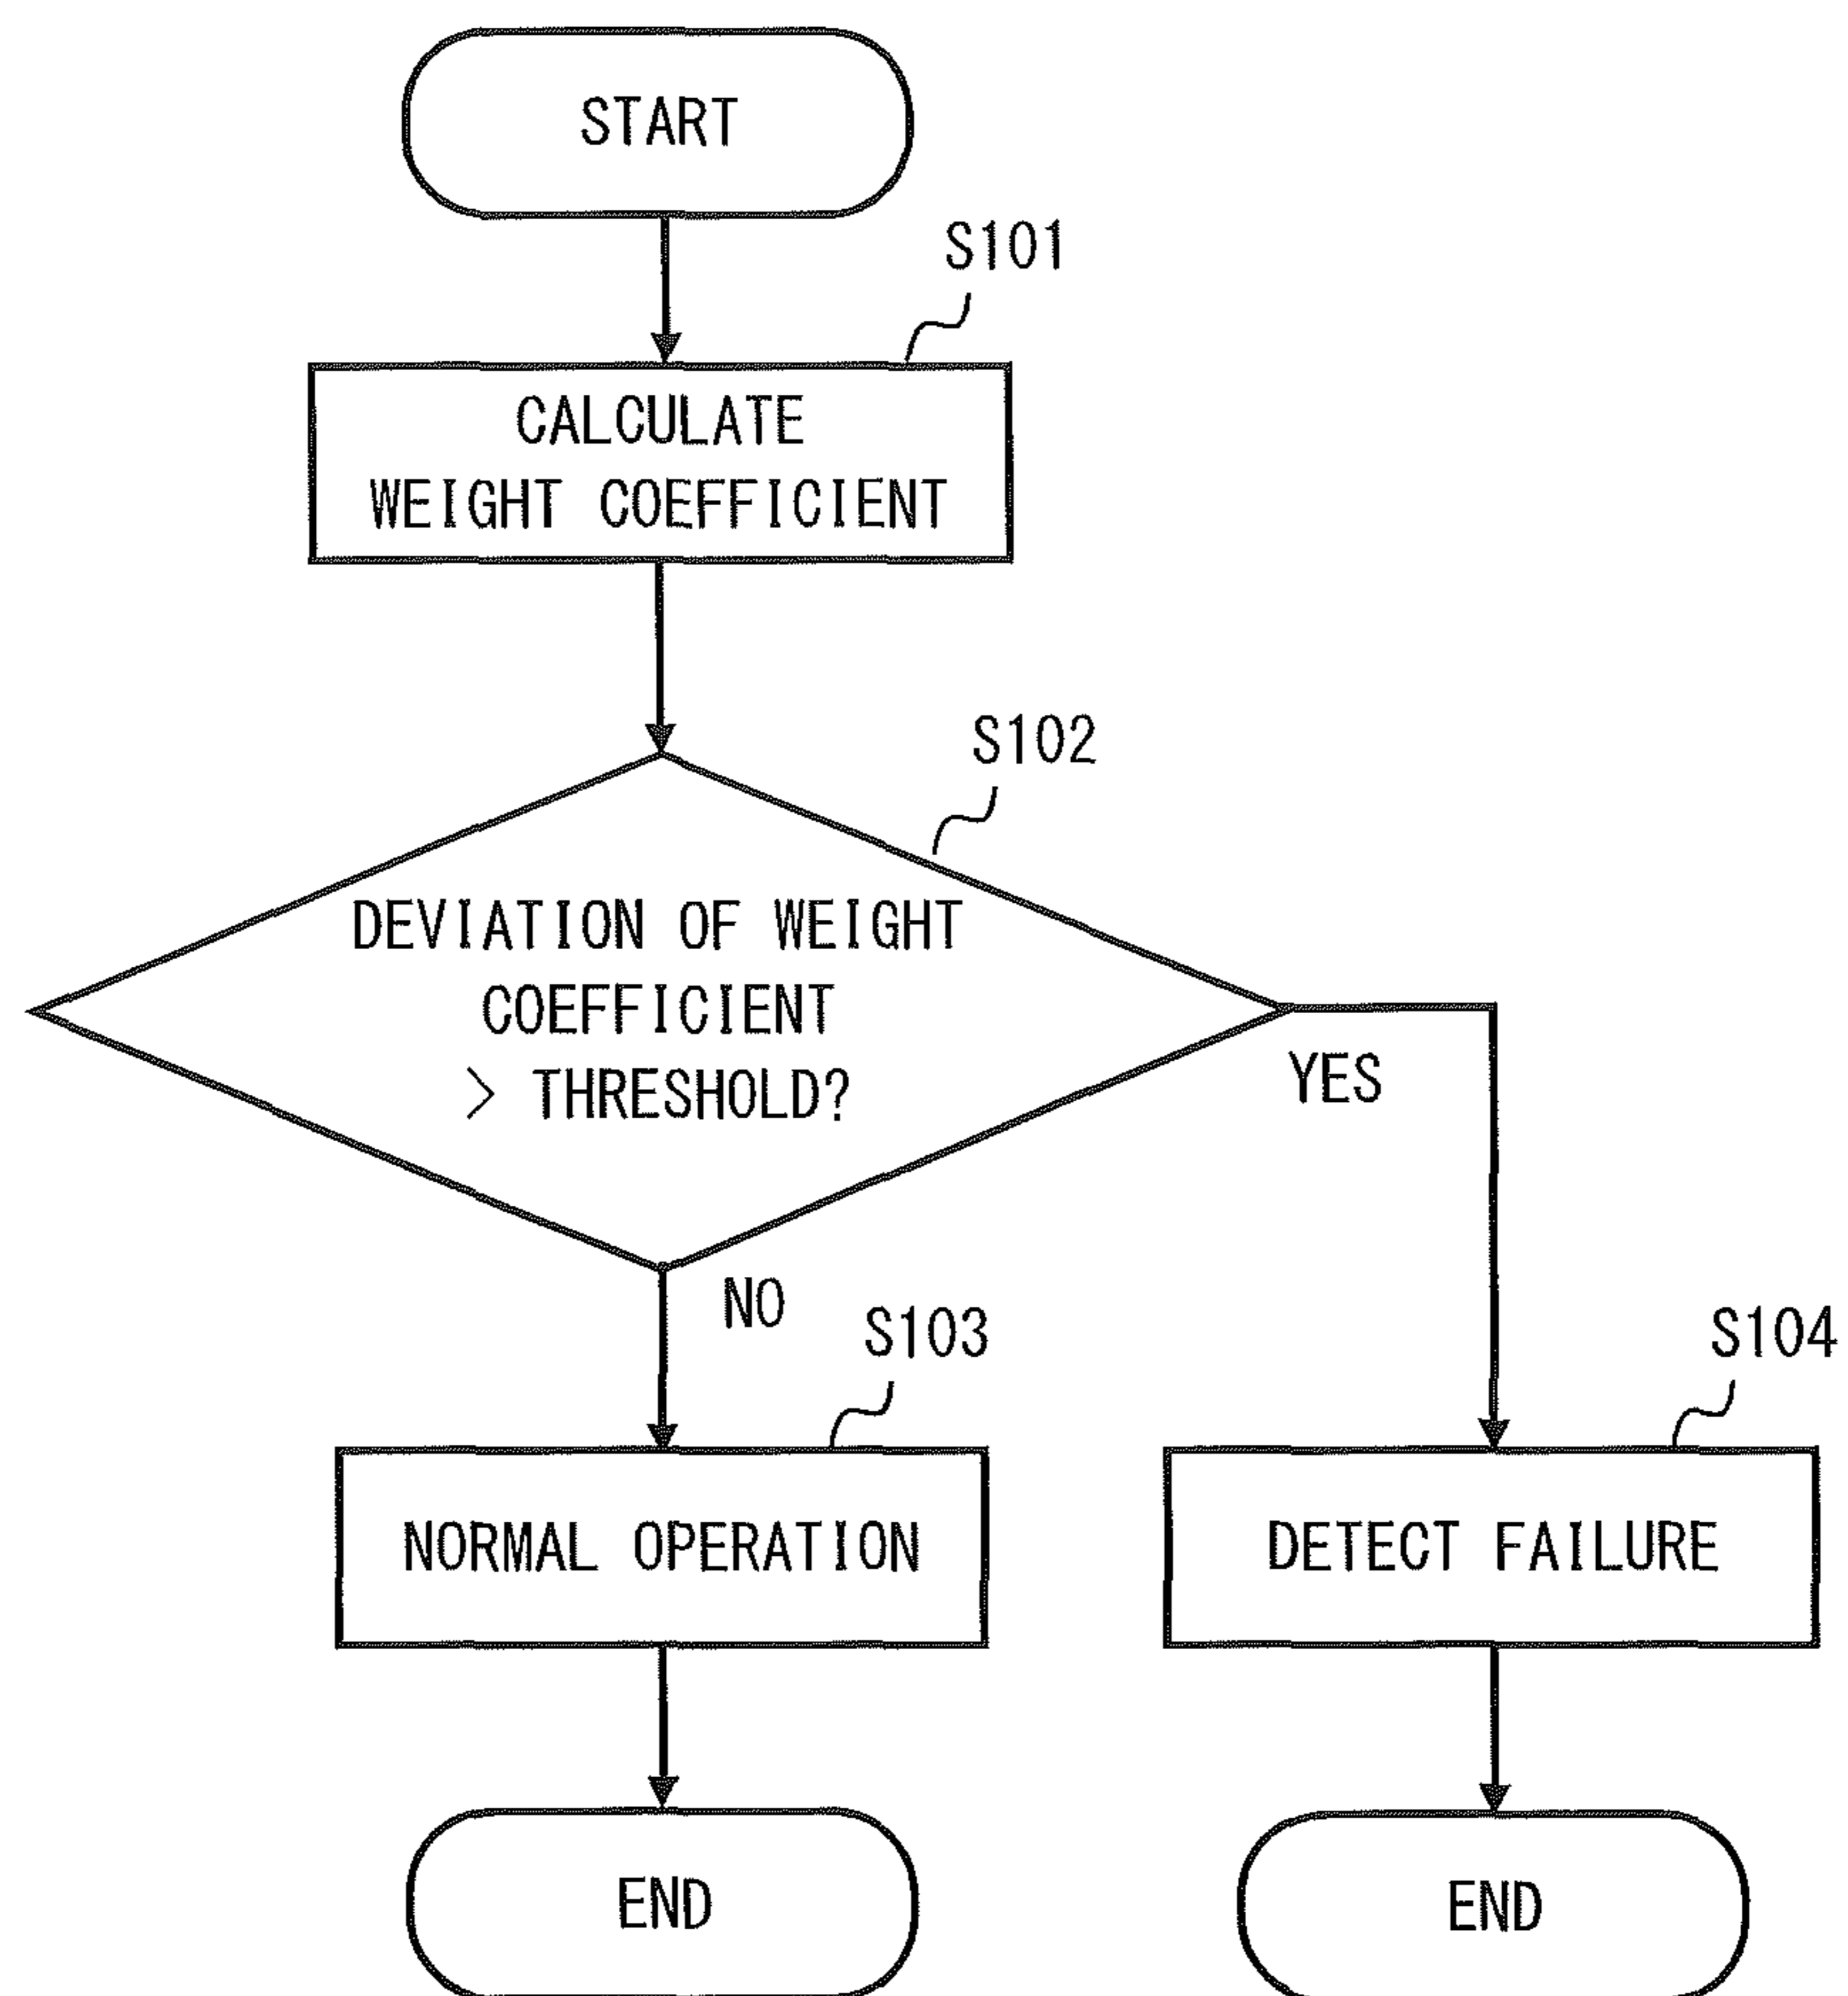 START
S101
CALCULATE
WEIGHT COEFFICIENT
S102
DEVIATION OF WEIGHT
COEFFICIENT
> THRESHOLD?
YES
NO
S103
S104
NORMAL OPERATION
DETECT FAILURE
END
END